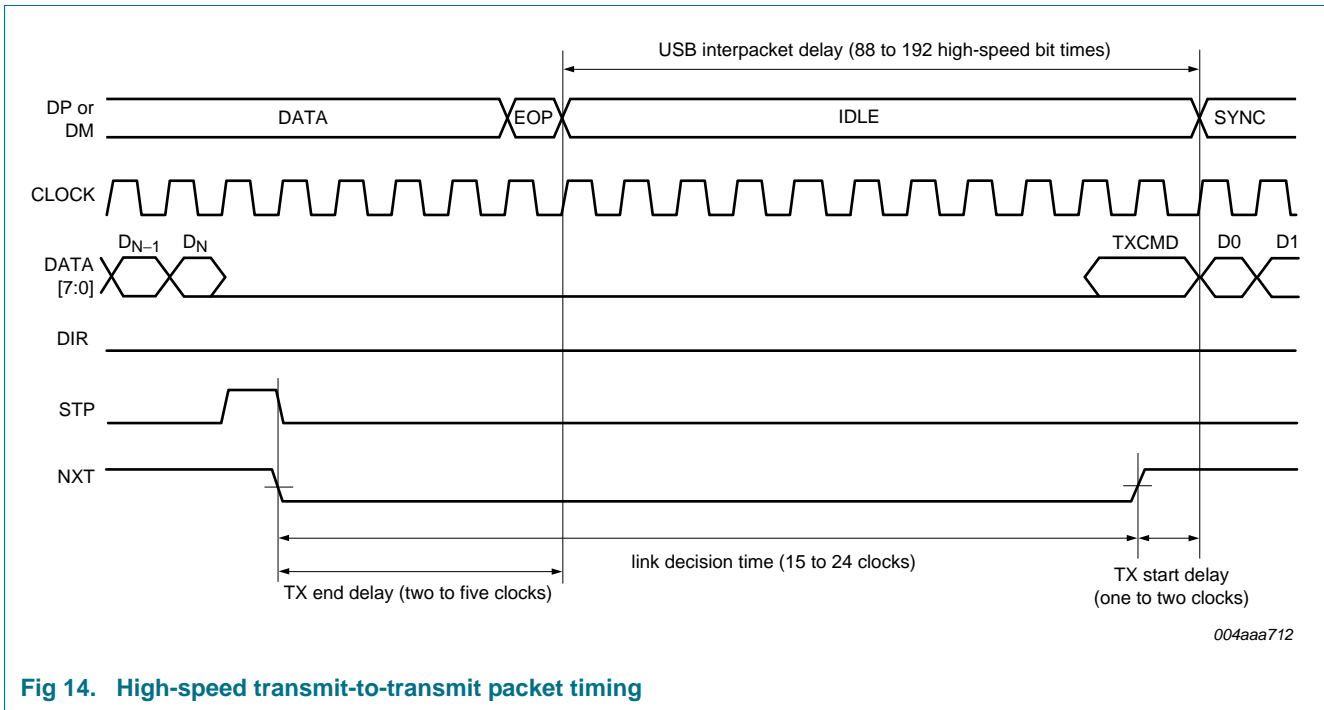 USB interpacket delay (88 to 192 high-speed bit times)
DP or
DM
DATA
EOP
IDLE
SYNC
CLOCK
DN−1
DN
TXCMD
D0
D1
DATA
[7:0]
DIR
STP
NXT
link decision time (15 to 24 clocks)
TX end delay (two to five clocks)
TX start delay
(one to two clocks)
004aaa712
Fig 14. High-speed transmit-to-transmit packet timing